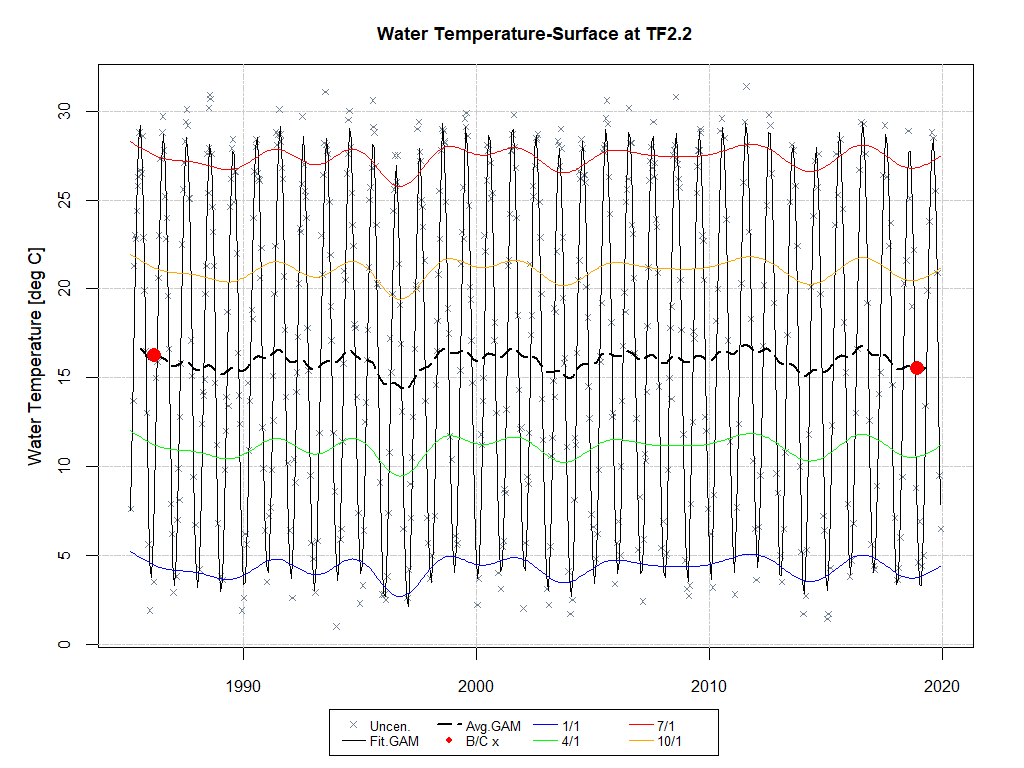 Water Temperature-Surface at TF2.2
Water Temperature [deg C]
30
25
20
15
10
5
0
1990 2000 2010 2020
Uncen. Avg.GAM 1/1 7/1
Fit.GAM B/C x 4/1 10/1